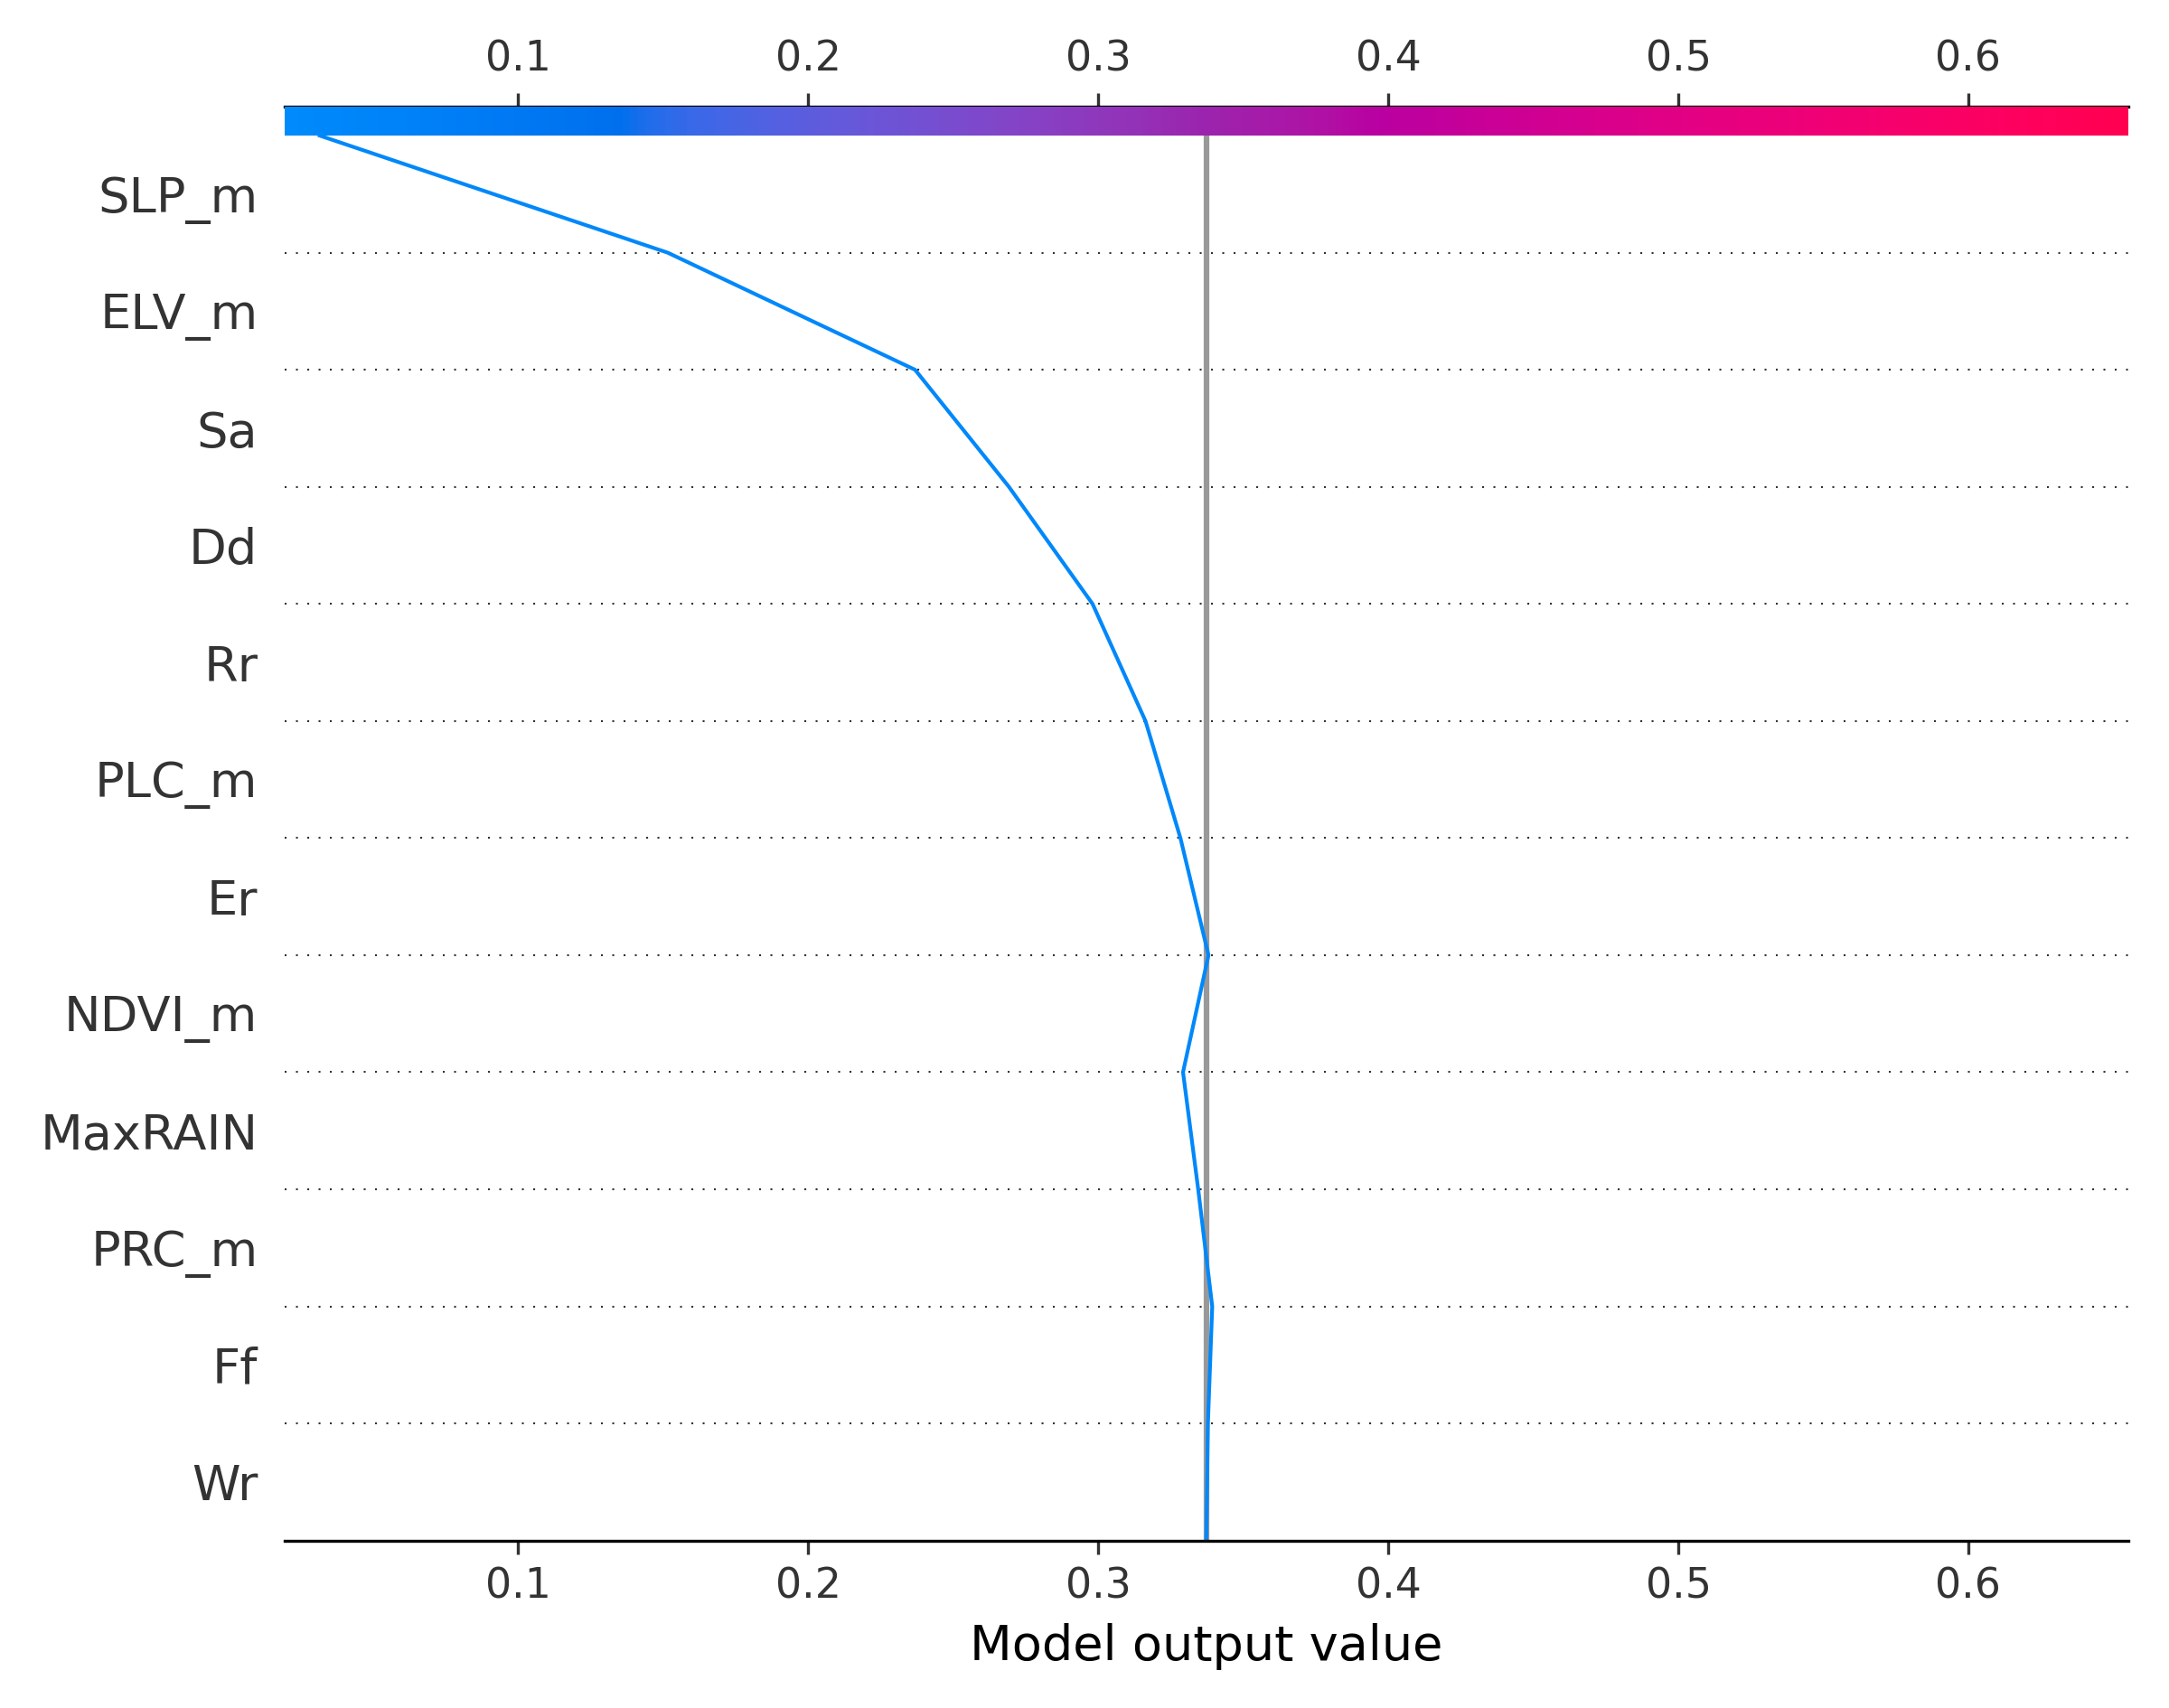 0.1 0.2 0.3 0.4 0.5 0.6
SLP_m
ELV_m
Sa
Dd
Rr
PLC_m
Er
NDVI_m
MaxRAIN
PRC_m
Ff
Wr
0.1 0.2 0.3 0.4 0.5 0.6
Model output value